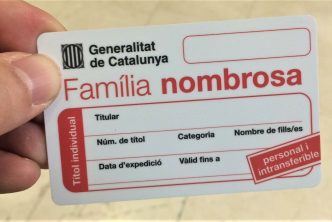 Generalitat
de Catalunya
Família nombrosa
Títol individual
Titular
Núm. de títol Categoria Nombre de fills/es
Data d'expedició Vàlid fins a
personal i
intransferible